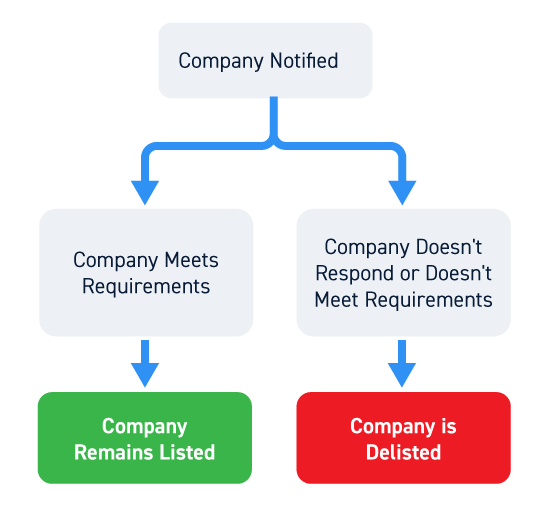 Company Notified
Company Meets
Requirements
Company Doesn't
Respond or Doesn't
Meet Requirements
Company
Remains Listed
Company is
Delisted